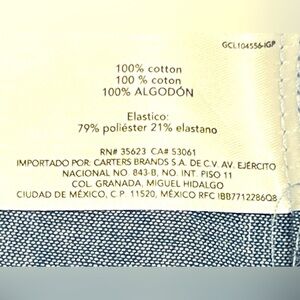 GCL104556-IGP
100% cotton
100 % coton
100% ALGODÓN
Elastico:
79% poliéster 21% elastano
RN# 35623 CA# 53061
IMPORTADO POR: CARTERS BRANDS S.A. DE C.V. AV. EJÉRCITO
NACIONAL NO. 843-B, NO. INT. PISO 11
COL. GRANADA, MIGUEL HIDALGO
CIUDAD DE MÉXICO, C.P. 11520, MÉXICO RFC IBB7712286Q8